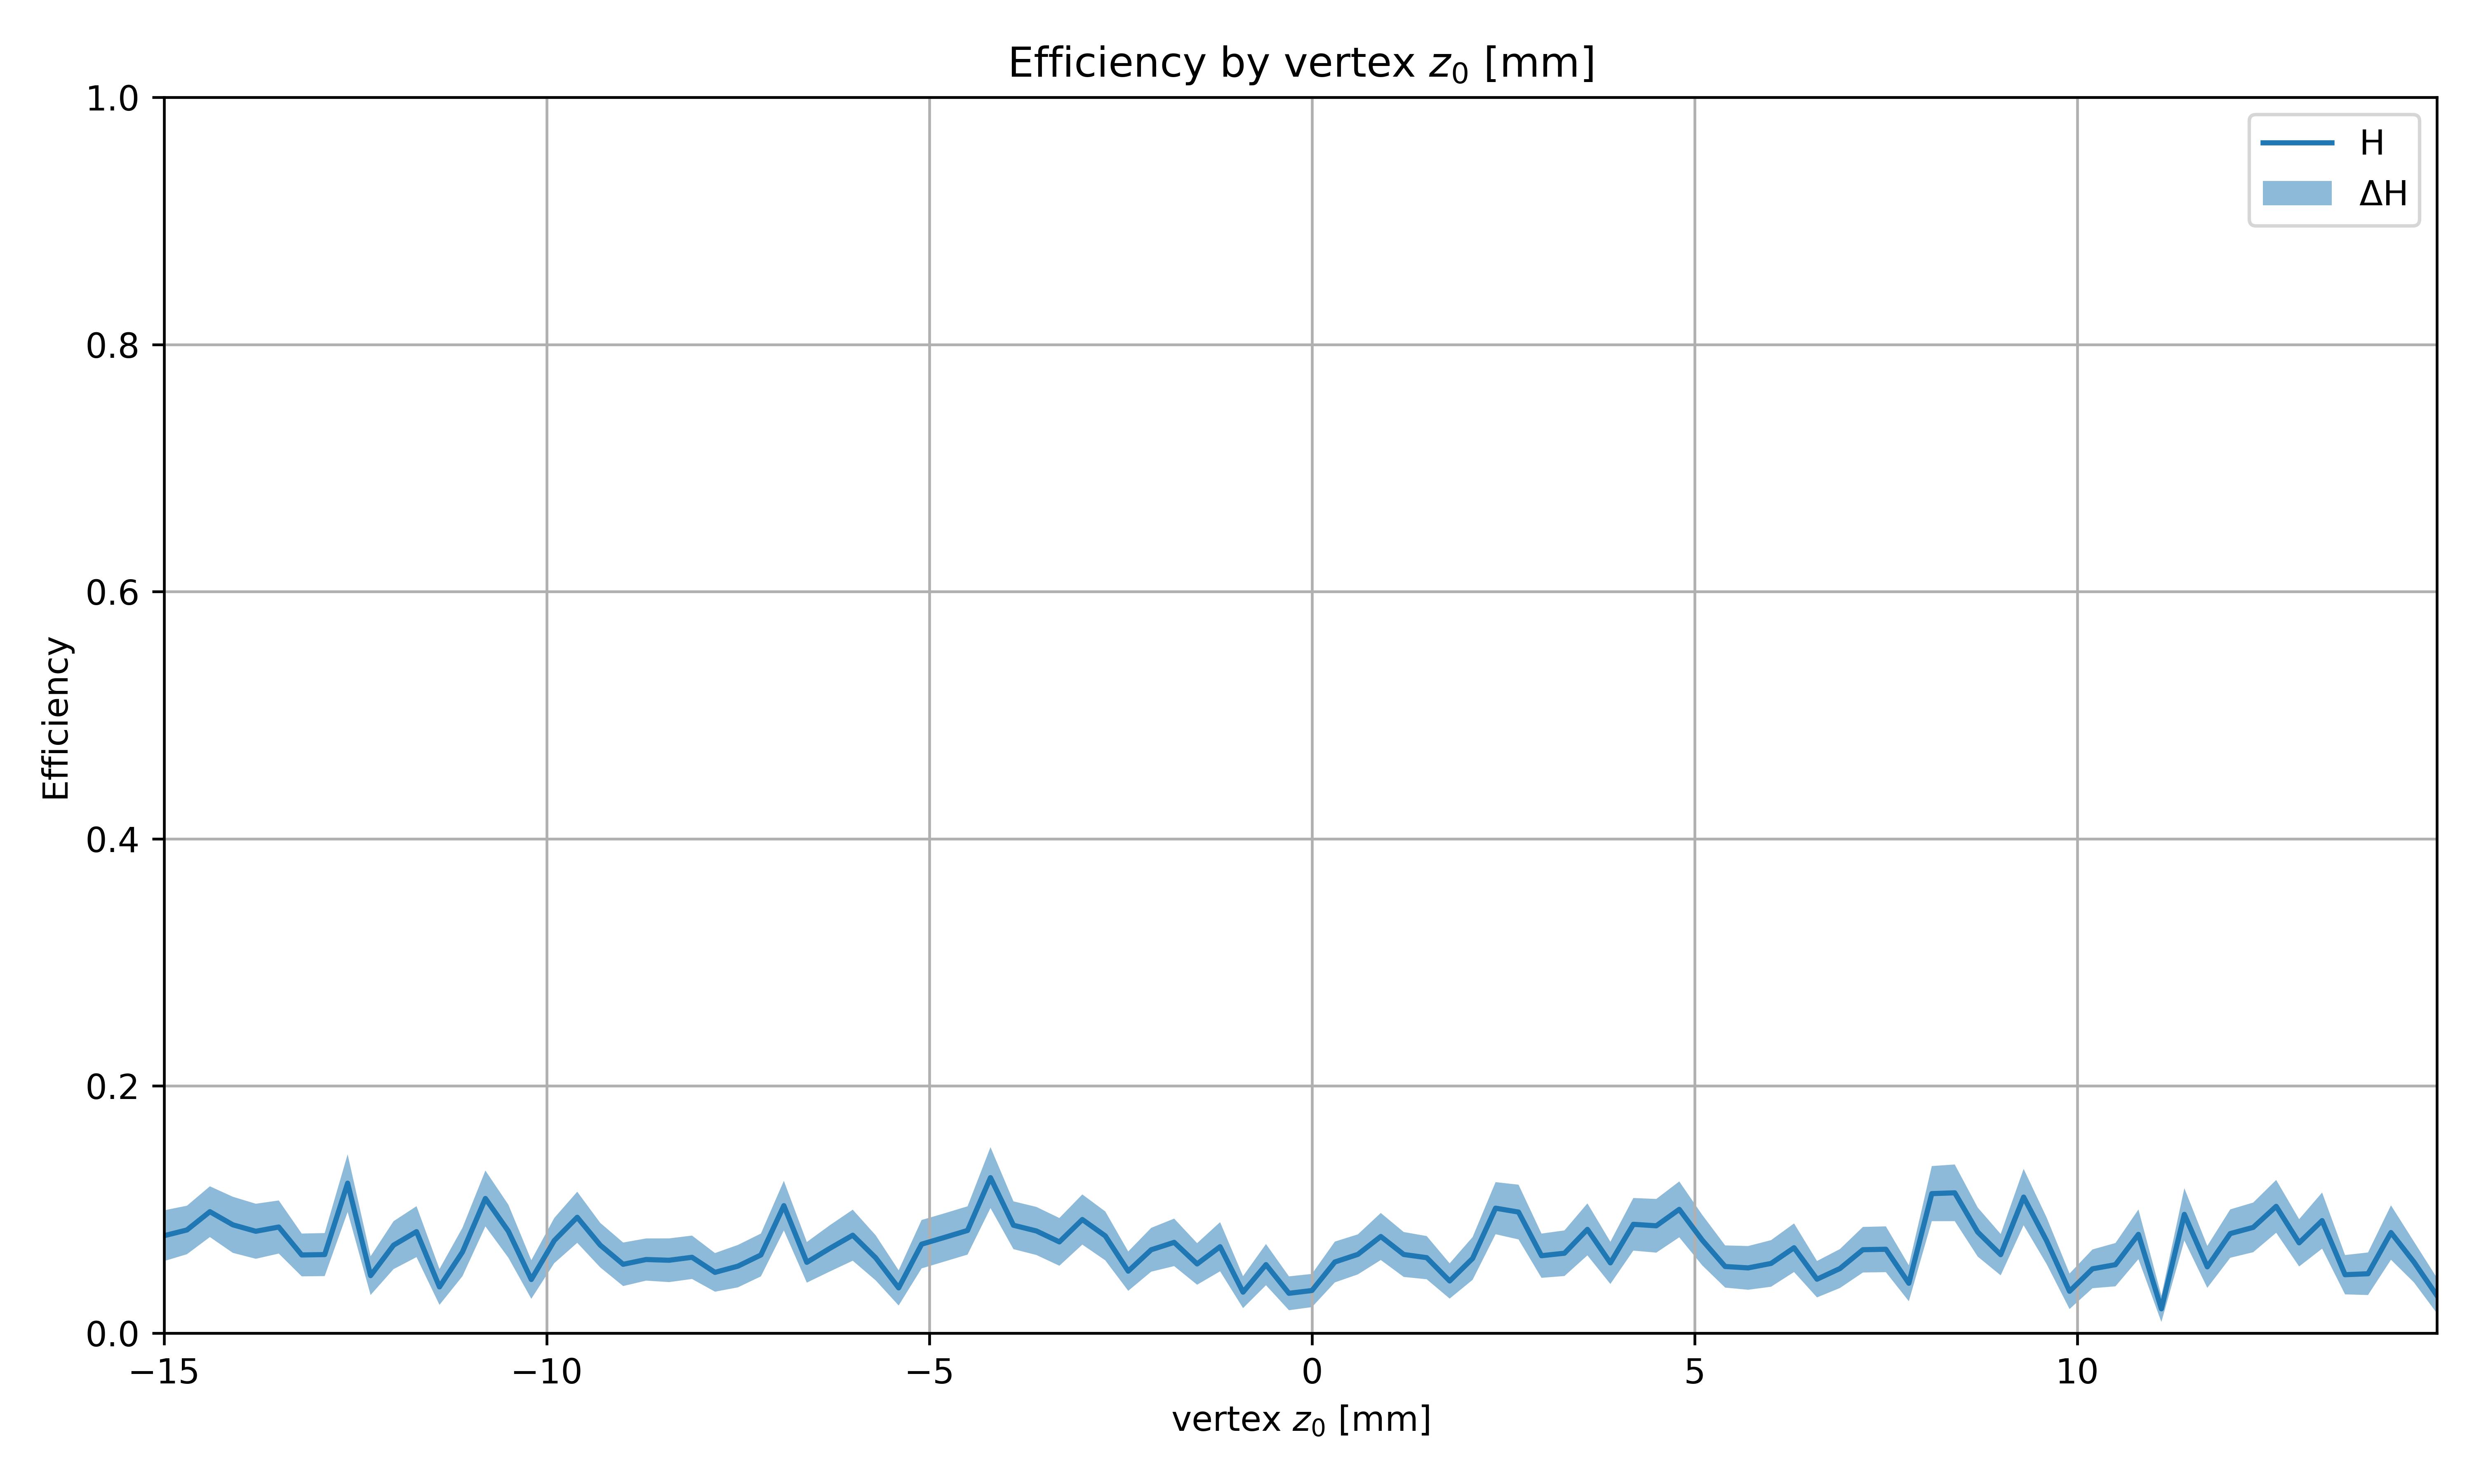 Efficiency by vertex z₀ [mm]
1.0
0.8
0.6
0.4
0.2
0.0
Efficiency
H
ΔH
−15
−10
−5
0
5
10
vertex z₀ [mm]